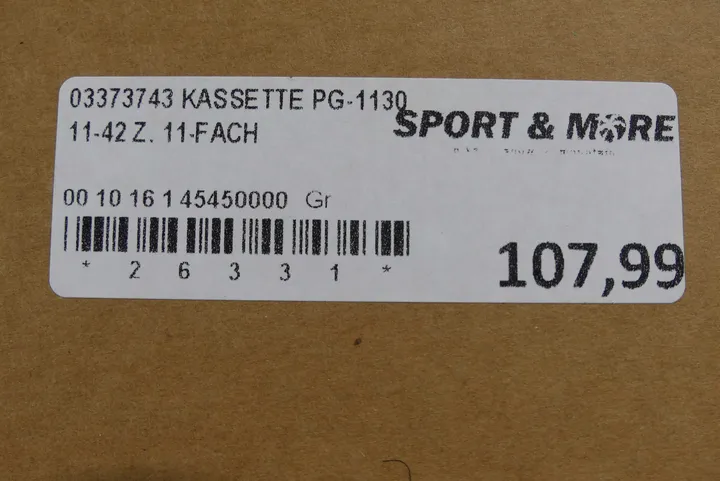 03373743 KASSETTE PG-1130
11-42 Z. 11-FACH
SPORT & MORE
00 10 16 1 45450000 Gr
* 2 6 3 3 1 *
107,99